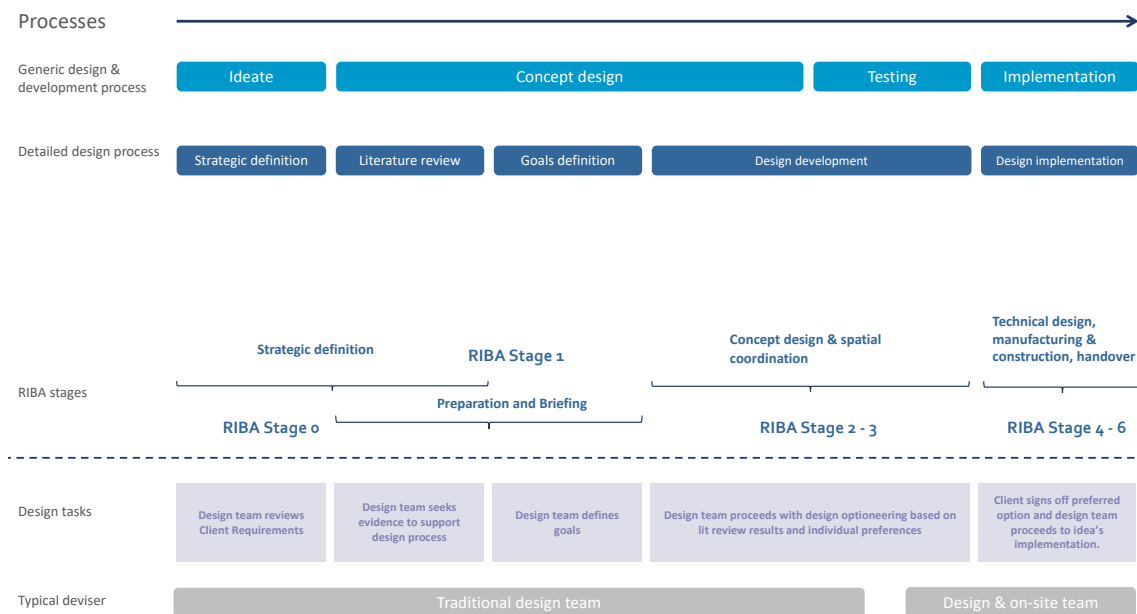 Processes
Generic design &
development process
Ideate
Concept design
Testing
Implementation
Detailed design process
Strategic definition
Literature review
Goals definition
Design development
Design implementation
RIBA stages
Strategic definition
RIBA Stage 0
RIBA Stage 1
Preparation and Briefing
Concept design & spatial
coordination
RIBA Stage 2 - 3
Technical design,
manufacturing &
construction, handover
RIBA Stage 4 - 6
Design tasks
Design team reviews
Client Requirements
Design team seeks
evidence to support
design process
Design team defines
goals
Design team proceeds with design optioneering based on
lit review results and individual preferences
Client signs off preferred
option and design team
proceeds to idea's
implementation.
Typical deviser
Traditional design team
Design & on-site team